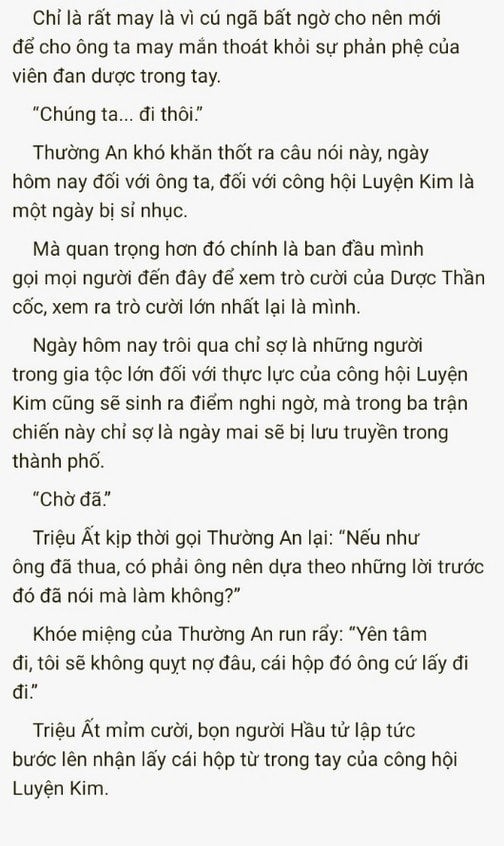 Chỉ là rất may là vì cú ngã bất ngờ cho nên mới
để cho ông ta may mắn thoát khỏi sự phản phệ của
viên đan dược trong tay.
“Chúng ta... đi thôi.”
Thường An khó khăn thốt ra câu nói này, ngày
hôm nay đối với ông ta, đối với công hội Luyện Kim là
một ngày bị sỉ nhục.
Mà quan trọng hơn đó chính là ban đầu mình
gọi mọi người đến đây để xem trò cười của Dược Thần
cốc, xem ra trò cười lớn nhất lại là mình.
Ngày hôm nay trôi qua chỉ sợ là những người
trong gia tộc lớn đối với thực lực của công hội Luyện
Kim cũng sẽ sinh ra điểm nghi ngờ, mà trong ba trận
chiến này chỉ sợ là ngày mai sẽ bị lưu truyền trong
thành phố.
“Chờ đã.”
Triệu Ất kịp thời gọi Thường An lại: “Nếu như
ông đã thua, có phải ông nên dựa theo những lời trước
đó đã nói mà làm không?”
Khóe miệng của Thường An run rẩy: “Yên tâm
đi, tôi sẽ không quỵt nợ đâu, cái hộp đó ông cứ lấy đi
đi.”
Triệu Ất mỉm cười, bọn người Hầu tử lập tức
bước lên nhận lấy cái hộp từ trong tay của công hội
Luyện Kim.